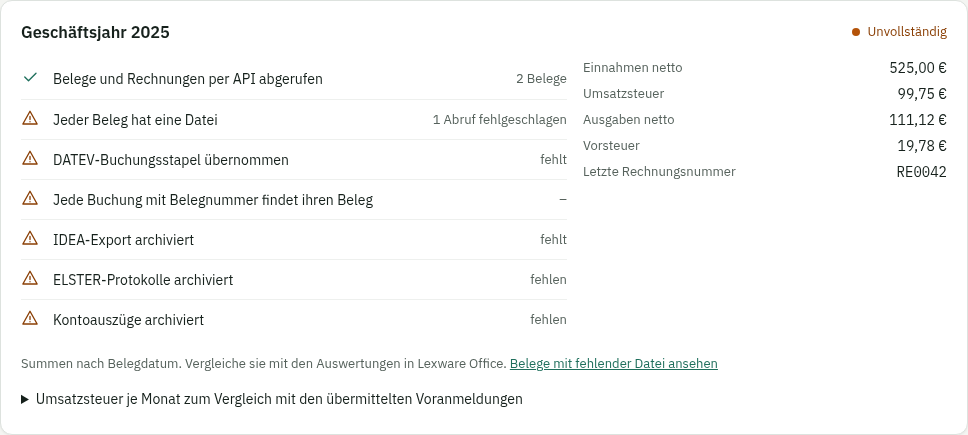 Geschäftsjahr 2025
Unvollständig
Belege und Rechnungen per API abgerufen 2 Belege
Jeder Beleg hat eine Datei 1 Abruf fehlgeschlagen
DATEV-Buchungsstapel übernommen fehlt
Jede Buchung mit Belegnummer findet ihren Beleg –
IDEA-Export archiviert fehlt
ELSTER-Protokolle archiviert fehlen
Kontoauszüge archiviert fehlen
Einnahmen netto 525,00 €
Umsatzsteuer 99,75 €
Ausgaben netto 111,12 €
Vorsteuer 19,78 €
Letzte Rechnungsnummer RE0042
Summen nach Belegdatum. Vergleiche sie mit den Auswertungen in Lexware Office. Belege mit fehlender Datei ansehen
Umsatzsteuer je Monat zum Vergleich mit den übermittelten Voranmeldungen